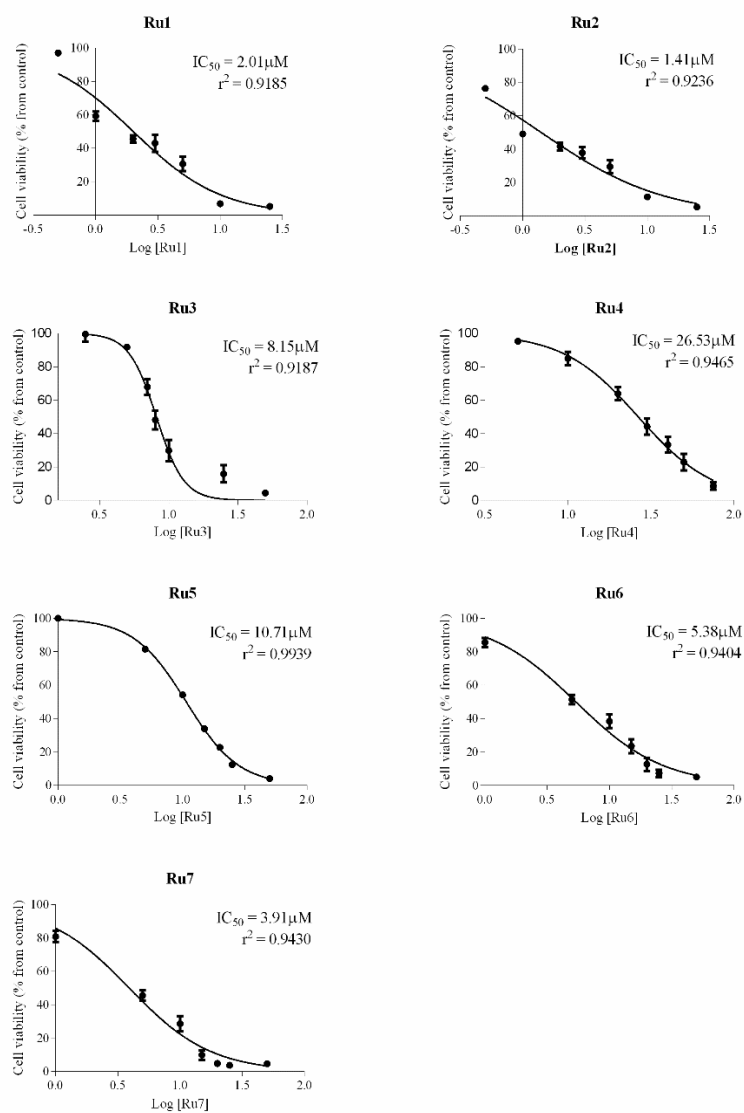 Ru1
IC50 = 2.01µM
r² = 0.9185
Cell viability (% from control)
100
80
60
40
20
-0.5
0.0
0.5
1.0
1.5
Log [Ru1]
Ru2
IC50 = 1.41µM
r² = 0.9236
Cell viability (% from control)
100
80
60
40
20
-0.5
0.0
0.5
1.0
1.5
Log [Ru2]
Ru3
IC50 = 8.15µM
r² = 0.9187
Cell viability (% from control)
100
80
60
40
20
0
0.5
1.0
1.5
2.0
Log [Ru3]
Ru4
IC50 = 26.53µM
r² = 0.9465
Cell viability (% from control)
100
80
60
40
20
0
0.5
1.0
1.5
2.0
Log [Ru4]
Ru5
IC50 = 10.71µM
r² = 0.9939
Cell viability (% from control)
100
80
60
40
20
0
0.0
0.5
1.0
1.5
2.0
Log [Ru5]
Ru6
IC50 = 5.38µM
r² = 0.9404
Cell viability (% from control)
100
80
60
40
20
0
0.0
0.5
1.0
1.5
2.0
Log [Ru6]
Ru7
IC50 = 3.91µM
r² = 0.9430
Cell viability (% from control)
100
80
60
40
20
0
0.0
0.5
1.0
1.5
2.0
Log [Ru7]